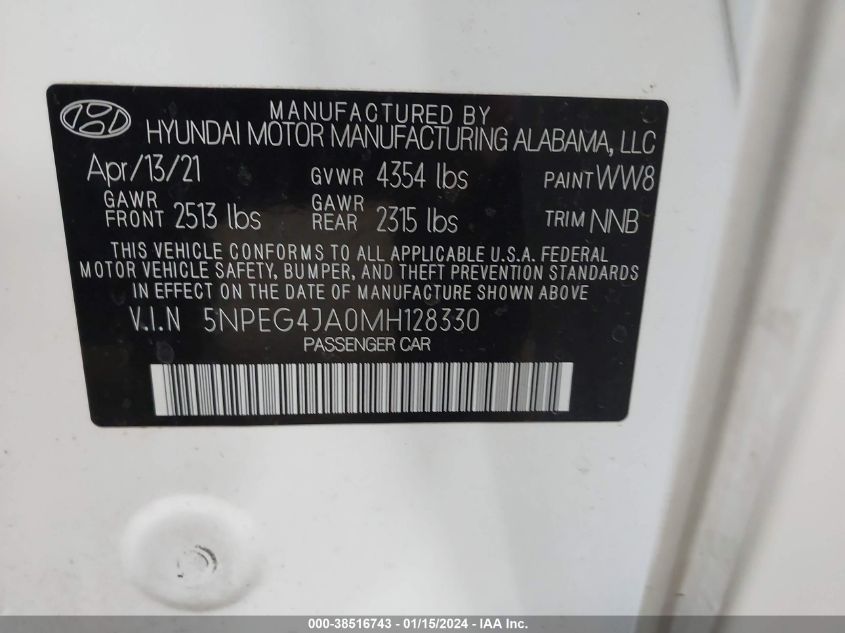 MANUFACTURED BY
HYUNDAI MOTOR MANUFACTURING ALABAMA, LLC
Apr/13/21 GVWR 4354 lbs PAINT WW8
GAWR FRONT 2513 lbs GAWR REAR 2315 lbs TRIM NNB
THIS VEHICLE CONFORMS TO ALL APPLICABLE U.S.A. FEDERAL
MOTOR VEHICLE SAFETY, BUMPER, AND THEFT PREVENTION STANDARDS
IN EFFECT ON THE DATE OF MANUFACTURE SHOWN ABOVE
V.I.N 5NPEG4JA0MH128330
PASSENGER CAR
000-38516743 - 01/15/2024 - IAA Inc.